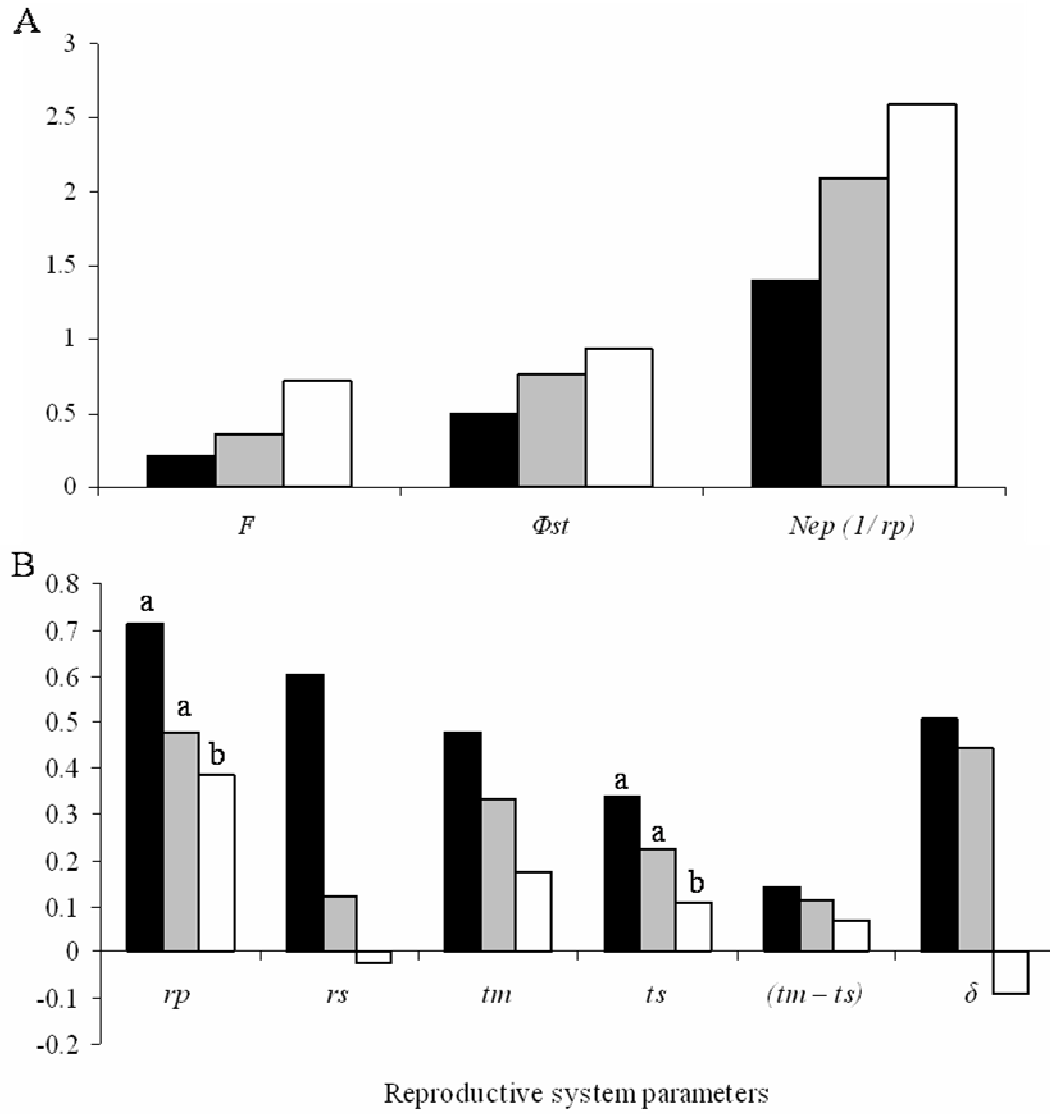 A
3
2.5
2
1.5
1
0.5
0
F Φst Nep (1/rp)
B
0.8
0.7
0.6
0.5
0.4
0.3
0.2
0.1
0
-0.1
-0.2
a
a
b
a
a
b
rp rs tm ts (tm – ts) δ
Reproductive system parameters